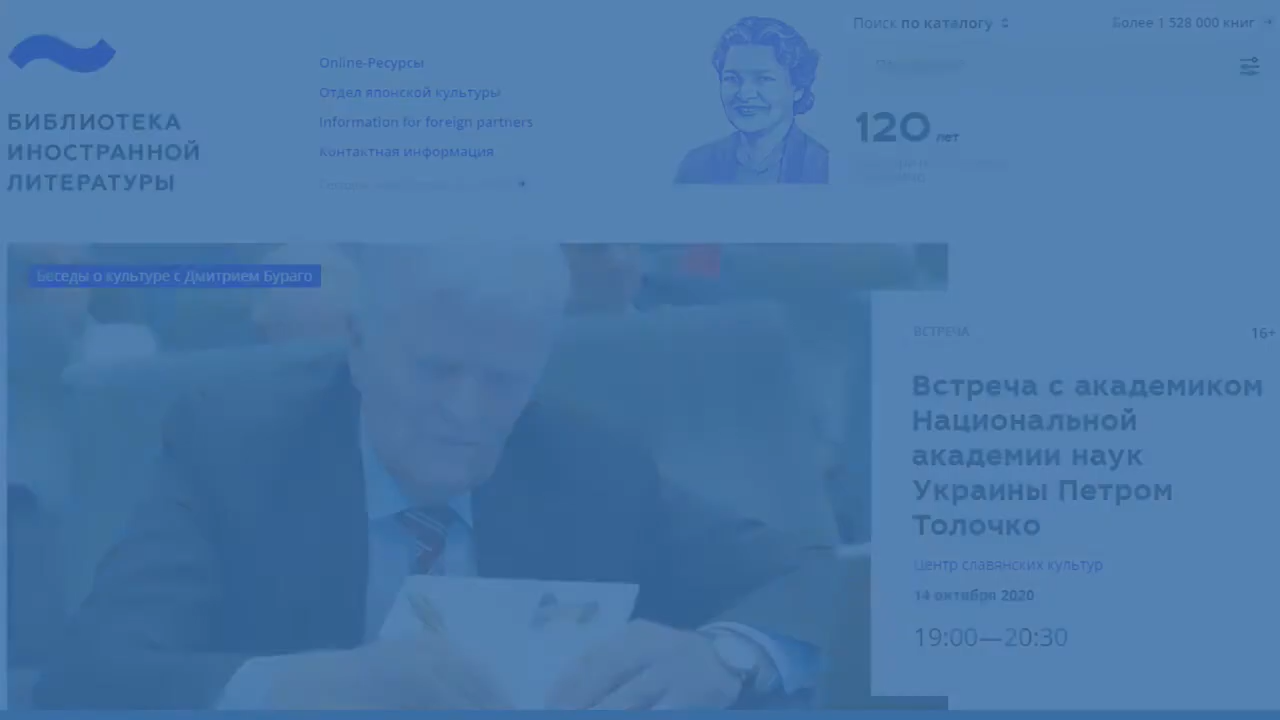 БИБЛИОТЕКА
ИНОСТРАННОЙ
ЛИТЕРАТУРЫ
Online-Ресурсы
Отдел японской культуры
Information for foreign partners
Контактная информация
Поиск по каталогу
Более 1 528 000 книг
120 лет
Беседы о культуре с Дмитрием Бураго
ВСТРЕЧА
16+
Встреча с академиком
Национальной
академии наук
Украины Петром
Толочко
Центр славянских культур
14 октября 2020
19:00—20:30